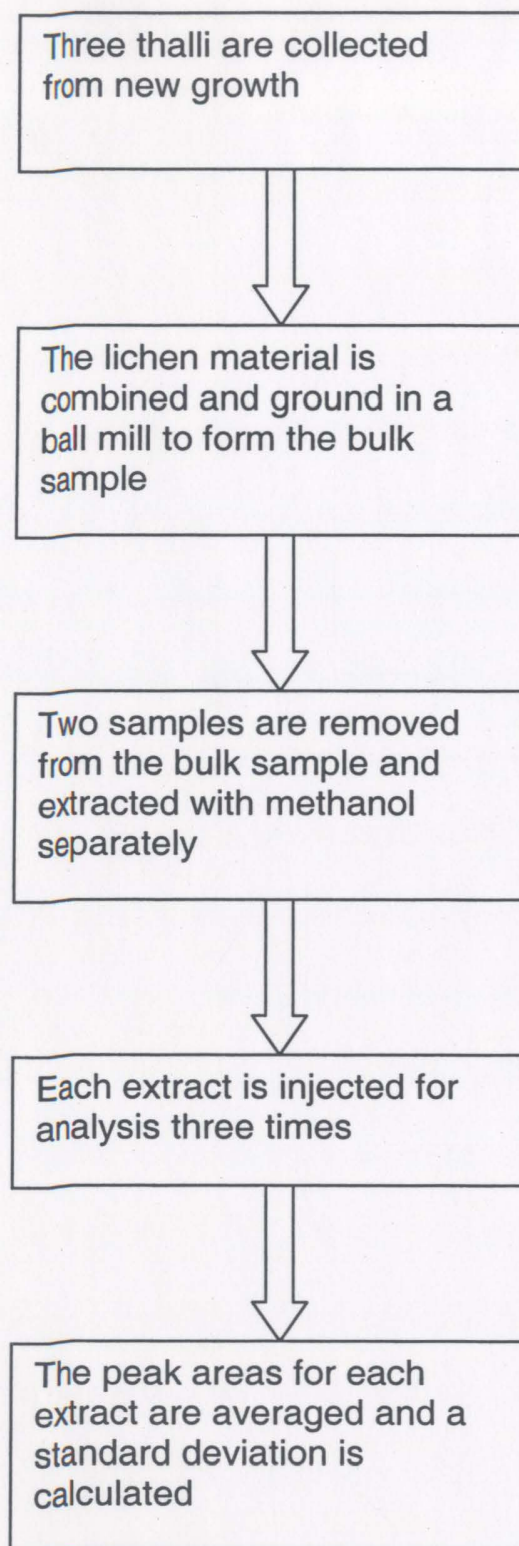 Three thalli are collected
from new growth
The lichen material is
combined and ground in a
ball mill to form the bulk
sample
Two samples are removed
from the bulk sample and
extracted with methanol
separately
Each extract is injected for
analysis three times
The peak areas for each
extract are averaged and a
standard deviation is
calculated